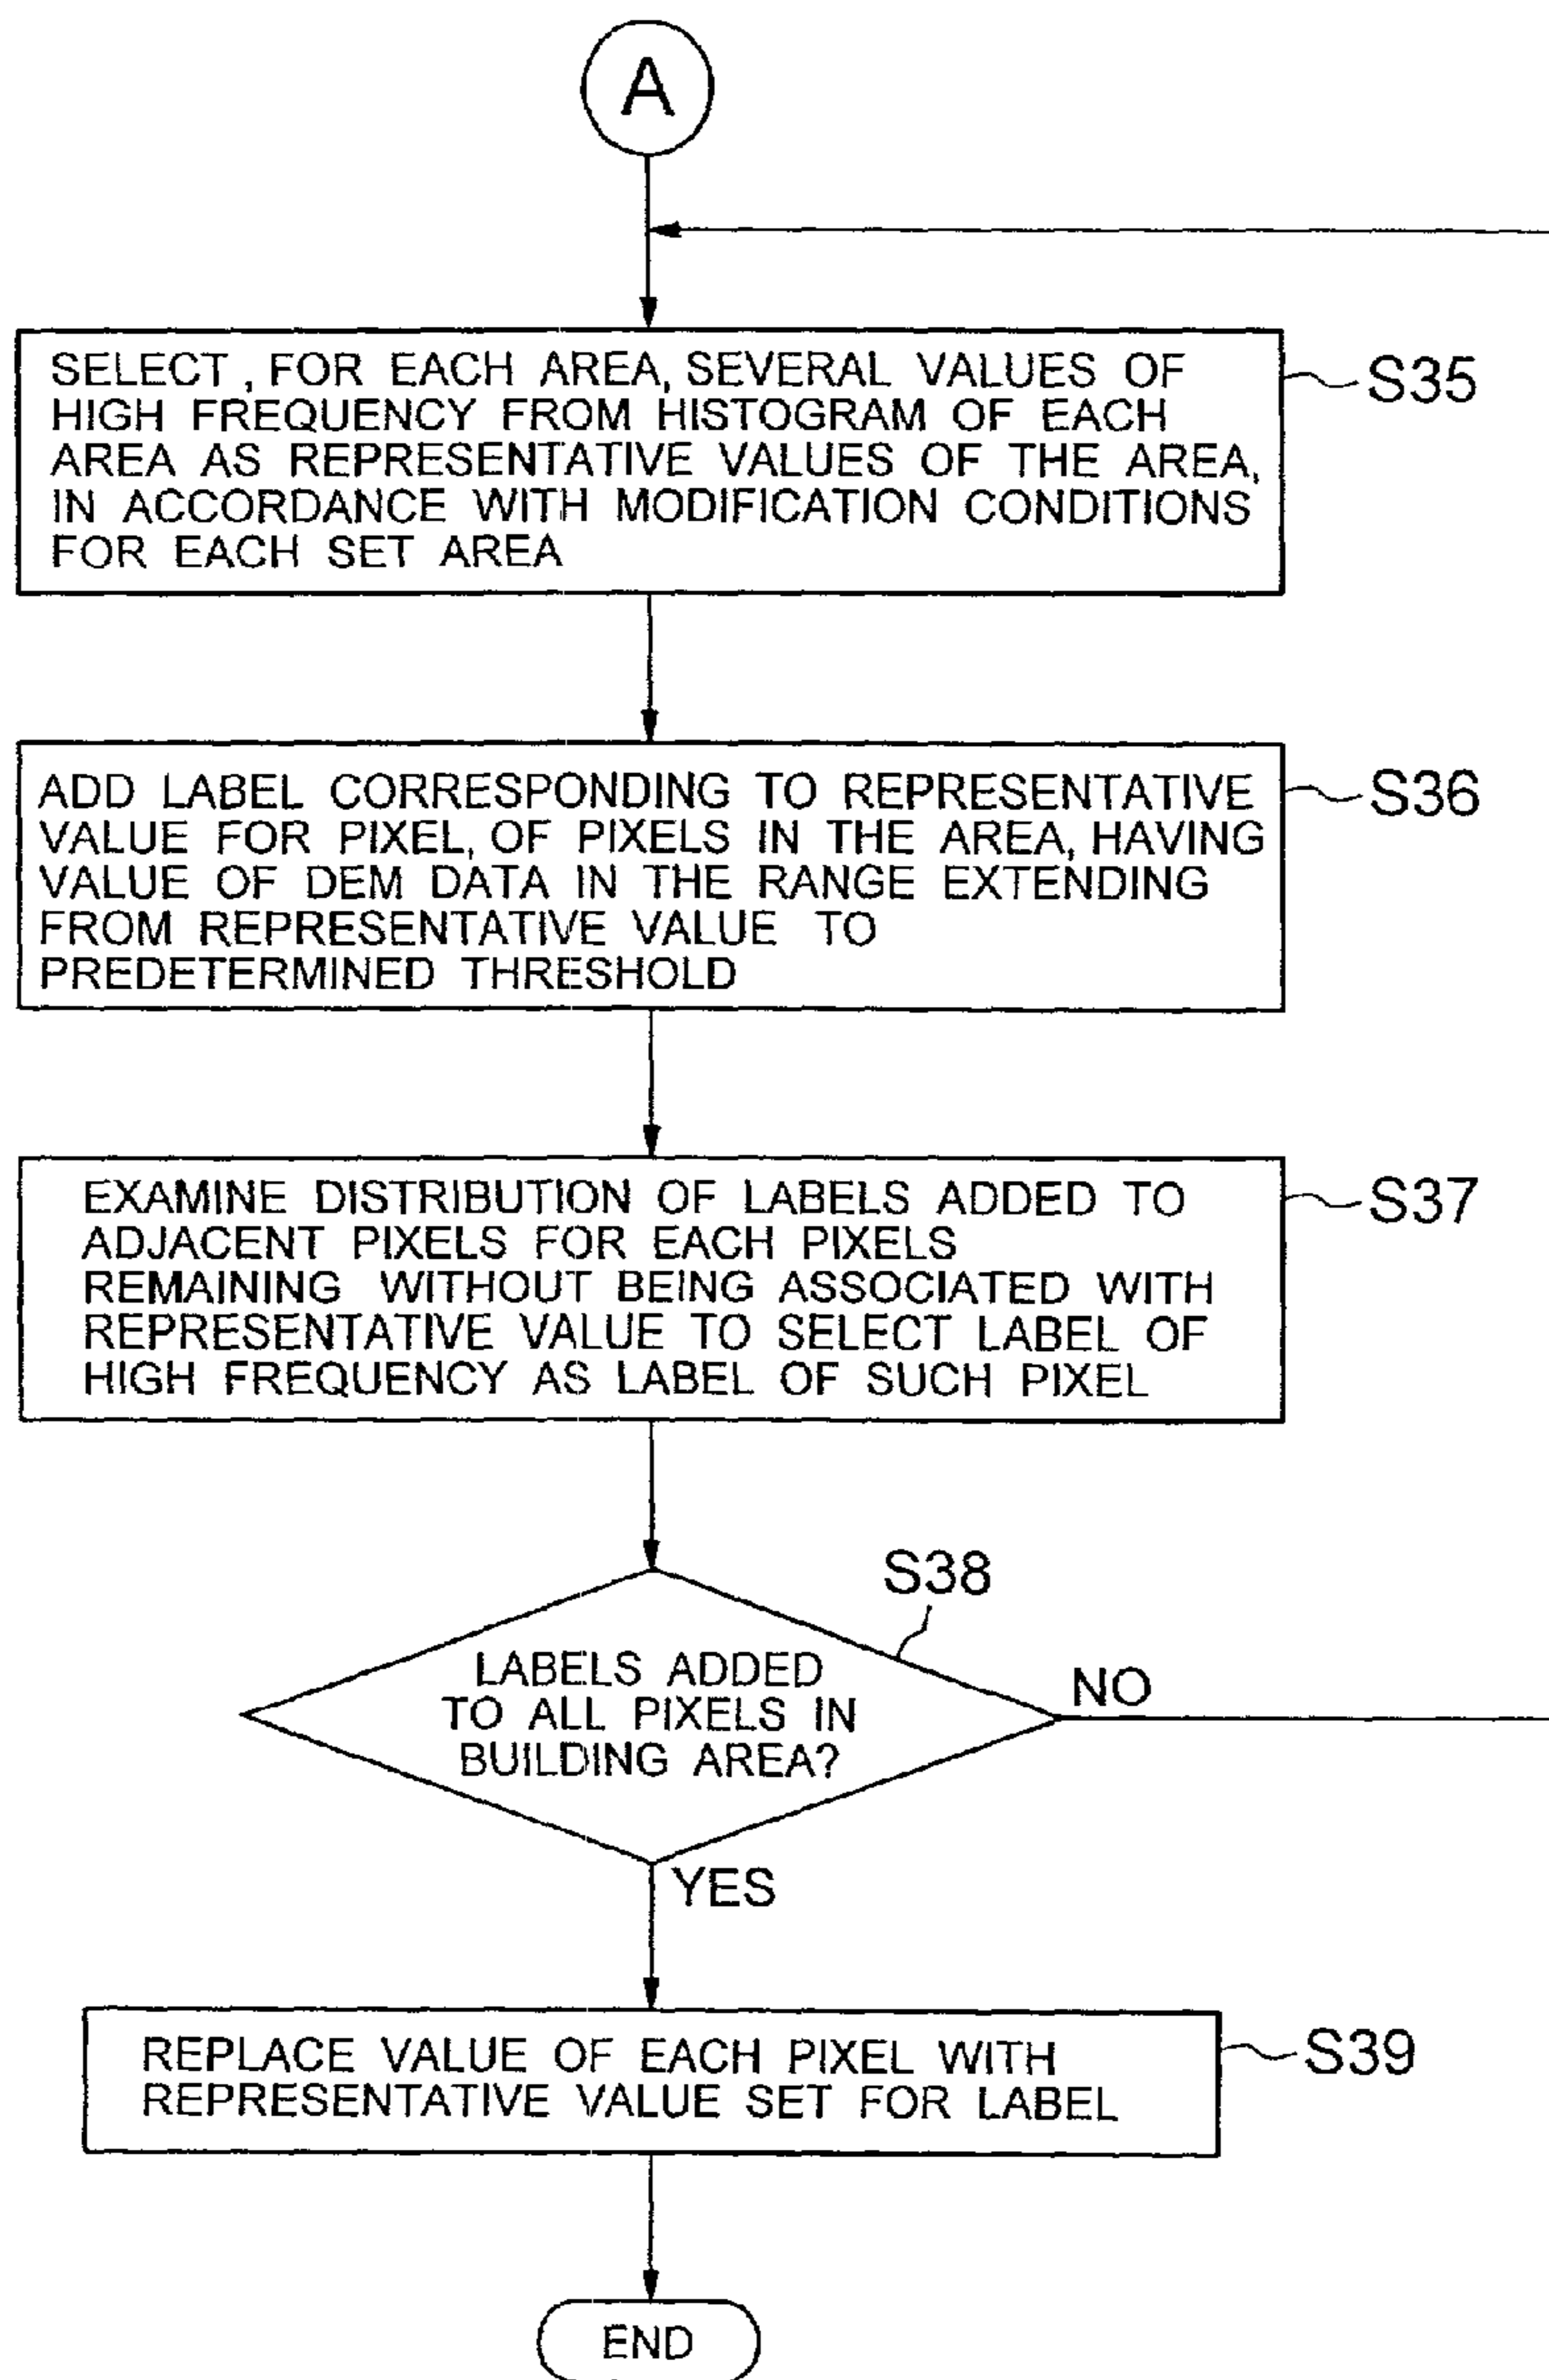 A
SELECT , FOR EACH AREA, SEVERAL VALUES OF
HIGH FREQUENCY FROM HISTOGRAM OF EACH
AREA AS REPRESENTATIVE VALUES OF THE AREA,
IN ACCORDANCE WITH MODIFICATION CONDITIONS
FOR EACH SET AREA
S35
ADD LABEL CORRESPONDING TO REPRESENTATIVE
VALUE FOR PIXEL, OF PIXELS IN THE AREA, HAVING
VALUE OF DEM DATA IN THE RANGE EXTENDING
FROM REPRESENTATIVE VALUE TO
PREDETERMINED THRESHOLD
S36
EXAMINE DISTRIBUTION OF LABELS ADDED TO
ADJACENT PIXELS FOR EACH PIXELS
REMAINING WITHOUT BEING ASSOCIATED WITH
REPRESENTATIVE VALUE TO SELECT LABEL OF
HIGH FREQUENCY AS LABEL OF SUCH PIXEL
S37
S38
LABELS ADDED
TO ALL PIXELS IN
BUILDING AREA?
NO
YES
REPLACE VALUE OF EACH PIXEL WITH
REPRESENTATIVE VALUE SET FOR LABEL
S39
END